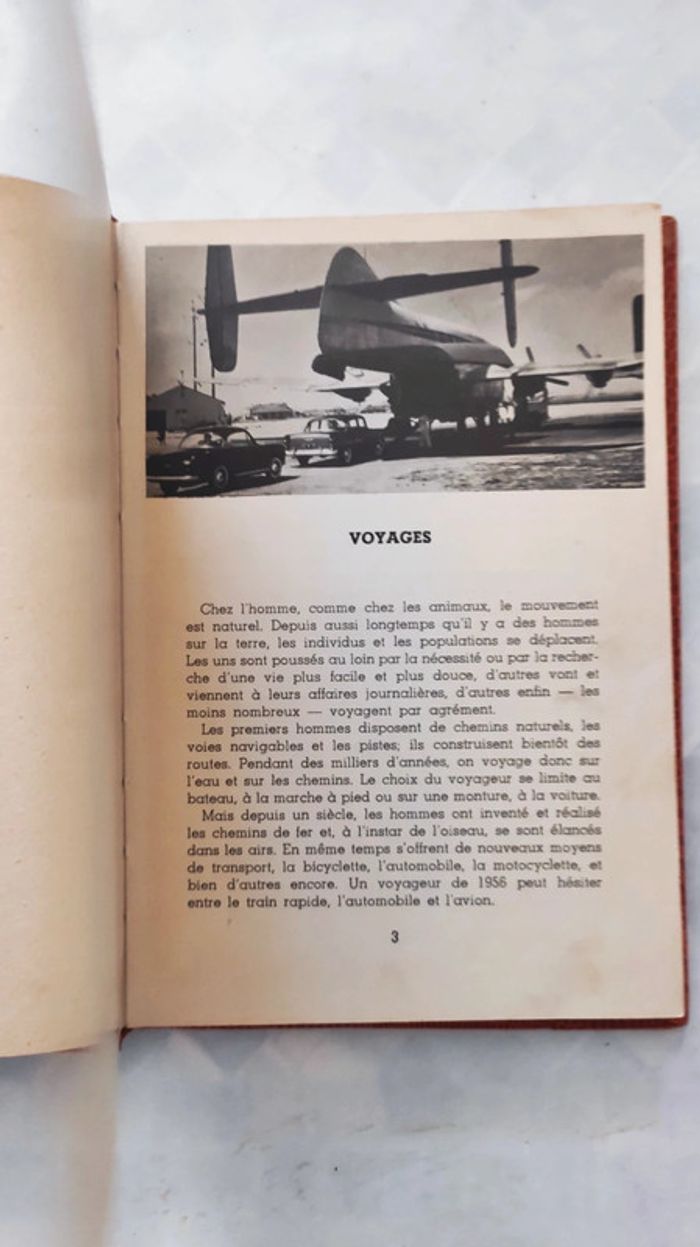 VOYAGES
Chez l'homme, comme chez les animaux, le mouvement
est naturel. Depuis aussi longtemps qu'il y a des hommes
sur la terre, les individus et les populations se déplacent.
Les uns sont poussés au loin par la nécessité ou par la recher-
che d'une vie plus facile et plus douce, d'autres vont et
viennent à leurs affaires journalières, d'autres enfin — les
moins nombreux — voyagent par agrément.
Les premiers hommes disposent de chemins naturels, les
voies navigables et les pistes; ils construisent bientôt des
routes. Pendant des milliers d'années, on voyage donc sur
l'eau et sur les chemins. Le choix du voyageur se limite au
bateau, à la marche à pied ou sur une monture, à la voiture.
Mais depuis un siècle, les hommes ont inventé et réalisé
les chemins de fer et, à l'instar de l'oiseau, se sont élancés
dans les airs. En même temps s'offrent de nouveaux moyens
de transport, la bicyclette, l'automobile, la motocyclette, et
bien d'autres encore. Un voyageur de 1956 peut hésiter
entre le train rapide, l'automobile et l'avion.
3